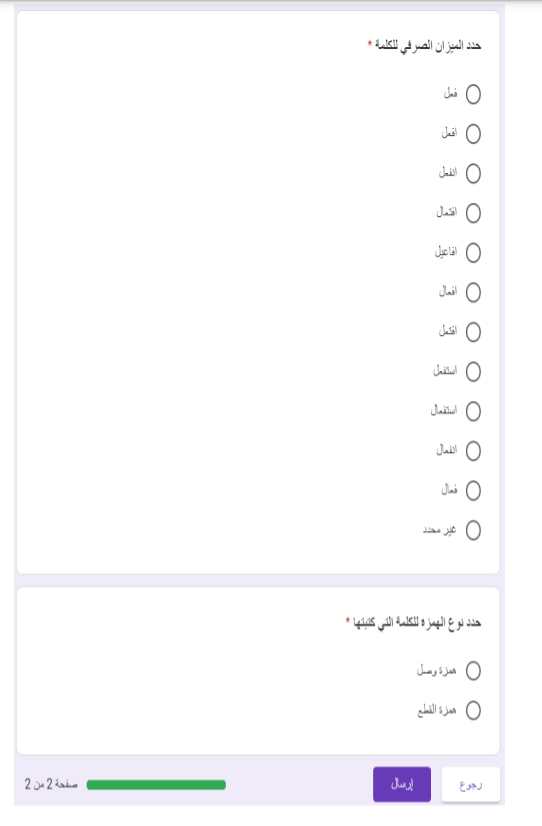 حدد الميزان الصرفي للكلمة *
فعل
افعل
انفعل
افتعال
افاعيل
افعال
افتعل
استفعل
استفعال
انفعال
فعال
غير محدد
حدد نوع الهمزه للكلمة التي كتبتها *
همزة وصل
همزة القطع
رجوع
إرسال
صفحة 2 من 2